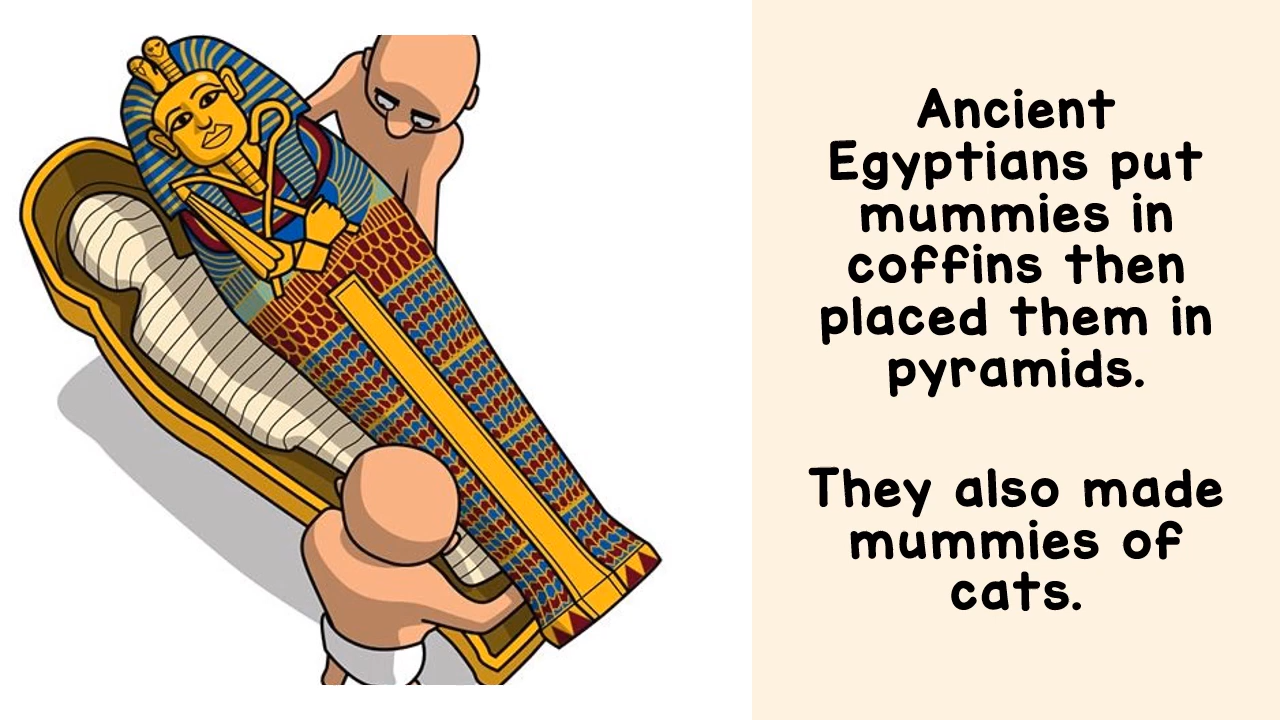 Ancient
Egyptians put
mummies in
coffins then
placed them in
pyramids.
They also made
mummies of
cats.